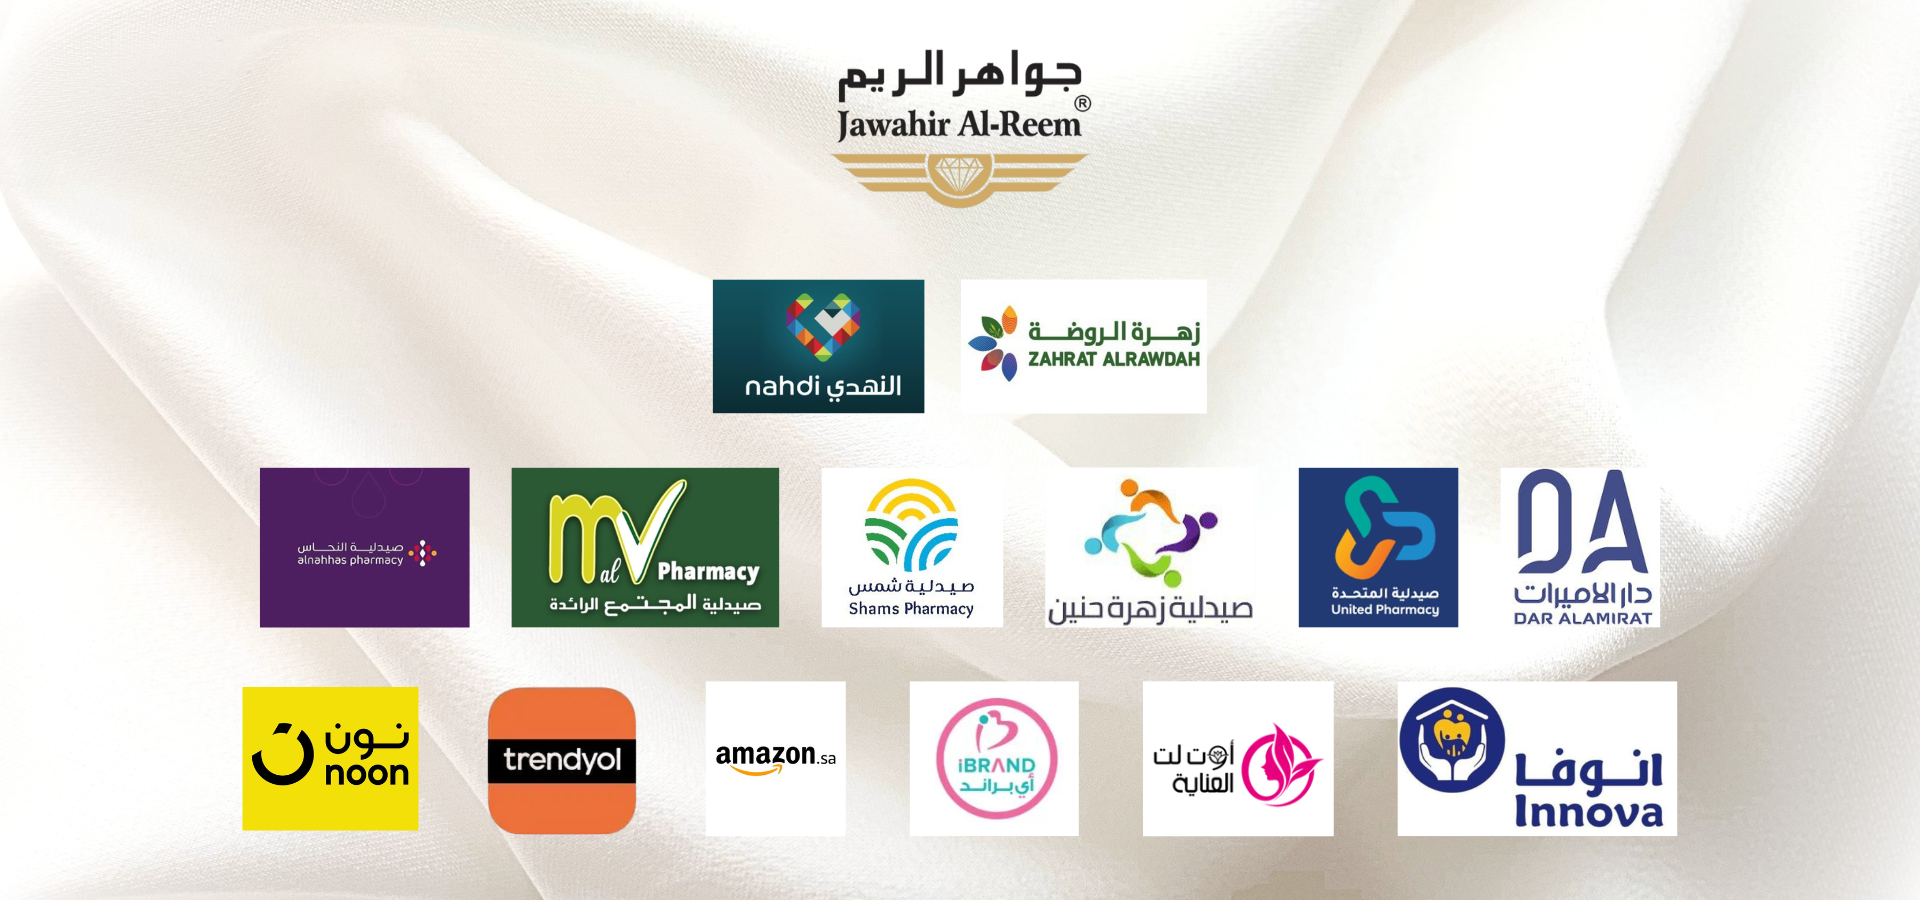 جواهر الريم
®
Jawahir Al-Reem
nahdi النهدي
زهرة الروضة
ZAHRAT ALRAWDAH
صيدلية النحاس
alnahhas pharmacy
mv
al Pharmacy
صيدلية المجتمع الرائدة
صيدلية شمس
Shams Pharmacy
صيدلية زهرة حنين
صيدلية المتحدة
United Pharmacy
DA
دار الاميرات
DAR ALAMIRAT
نون
noon
trendyol
amazon.sa
iBRAND
أي براند
أوت لت
العناية
انوفا
Innova